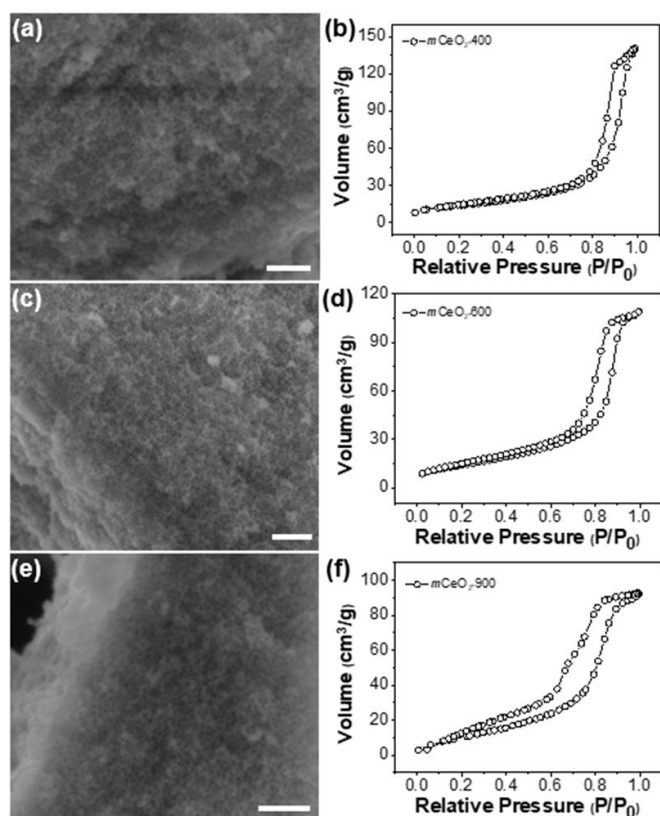 (a)
(b)
150
120
90
60
30
0
Volume (cm³/g)
mCeO₂-400
0.0 0.2 0.4 0.6 0.8 1.0
Relative Pressure (P/P₀)
(c)
(d)
120
90
60
30
0
Volume (cm³/g)
mCeO₂-600
0.0 0.2 0.4 0.6 0.8 1.0
Relative Pressure (P/P₀)
(e)
(f)
100
80
60
40
20
0
Volume (cm³/g)
mCeO₂-900
0.0 0.2 0.4 0.6 0.8 1.0
Relative Pressure (P/P₀)